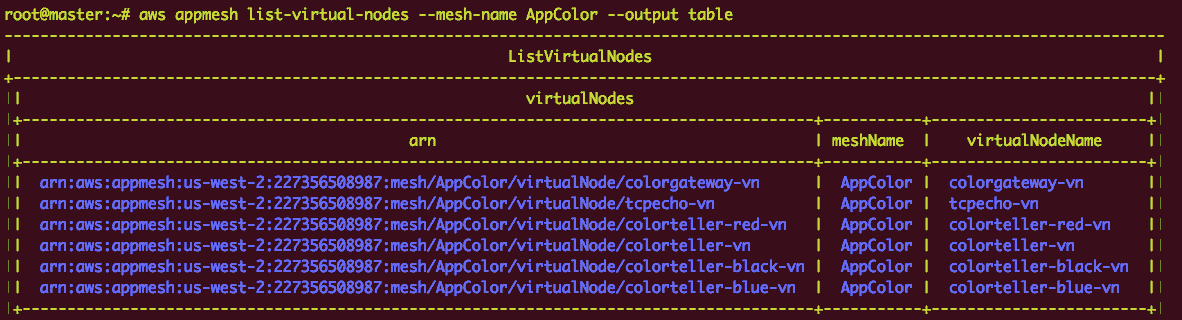 root@master:~# aws appmesh list-virtual-nodes --mesh-name AppColor --output table
ListVirtualNodes
virtualNodes
arn | meshName | virtualNodeName
arn:aws:appmesh:us-west-2:227356508987:mesh/AppColor/virtualNode/colorgateway-vn | AppColor | colorgateway-vn
arn:aws:appmesh:us-west-2:227356508987:mesh/AppColor/virtualNode/tcpecho-vn | AppColor | tcpecho-vn
arn:aws:appmesh:us-west-2:227356508987:mesh/AppColor/virtualNode/colorteller-red-vn | AppColor | colorteller-red-vn
arn:aws:appmesh:us-west-2:227356508987:mesh/AppColor/virtualNode/colorteller-vn | AppColor | colorteller-vn
arn:aws:appmesh:us-west-2:227356508987:mesh/AppColor/virtualNode/colorteller-black-vn | AppColor | colorteller-black-vn
arn:aws:appmesh:us-west-2:227356508987:mesh/AppColor/virtualNode/colorteller-blue-vn | AppColor | colorteller-blue-vn